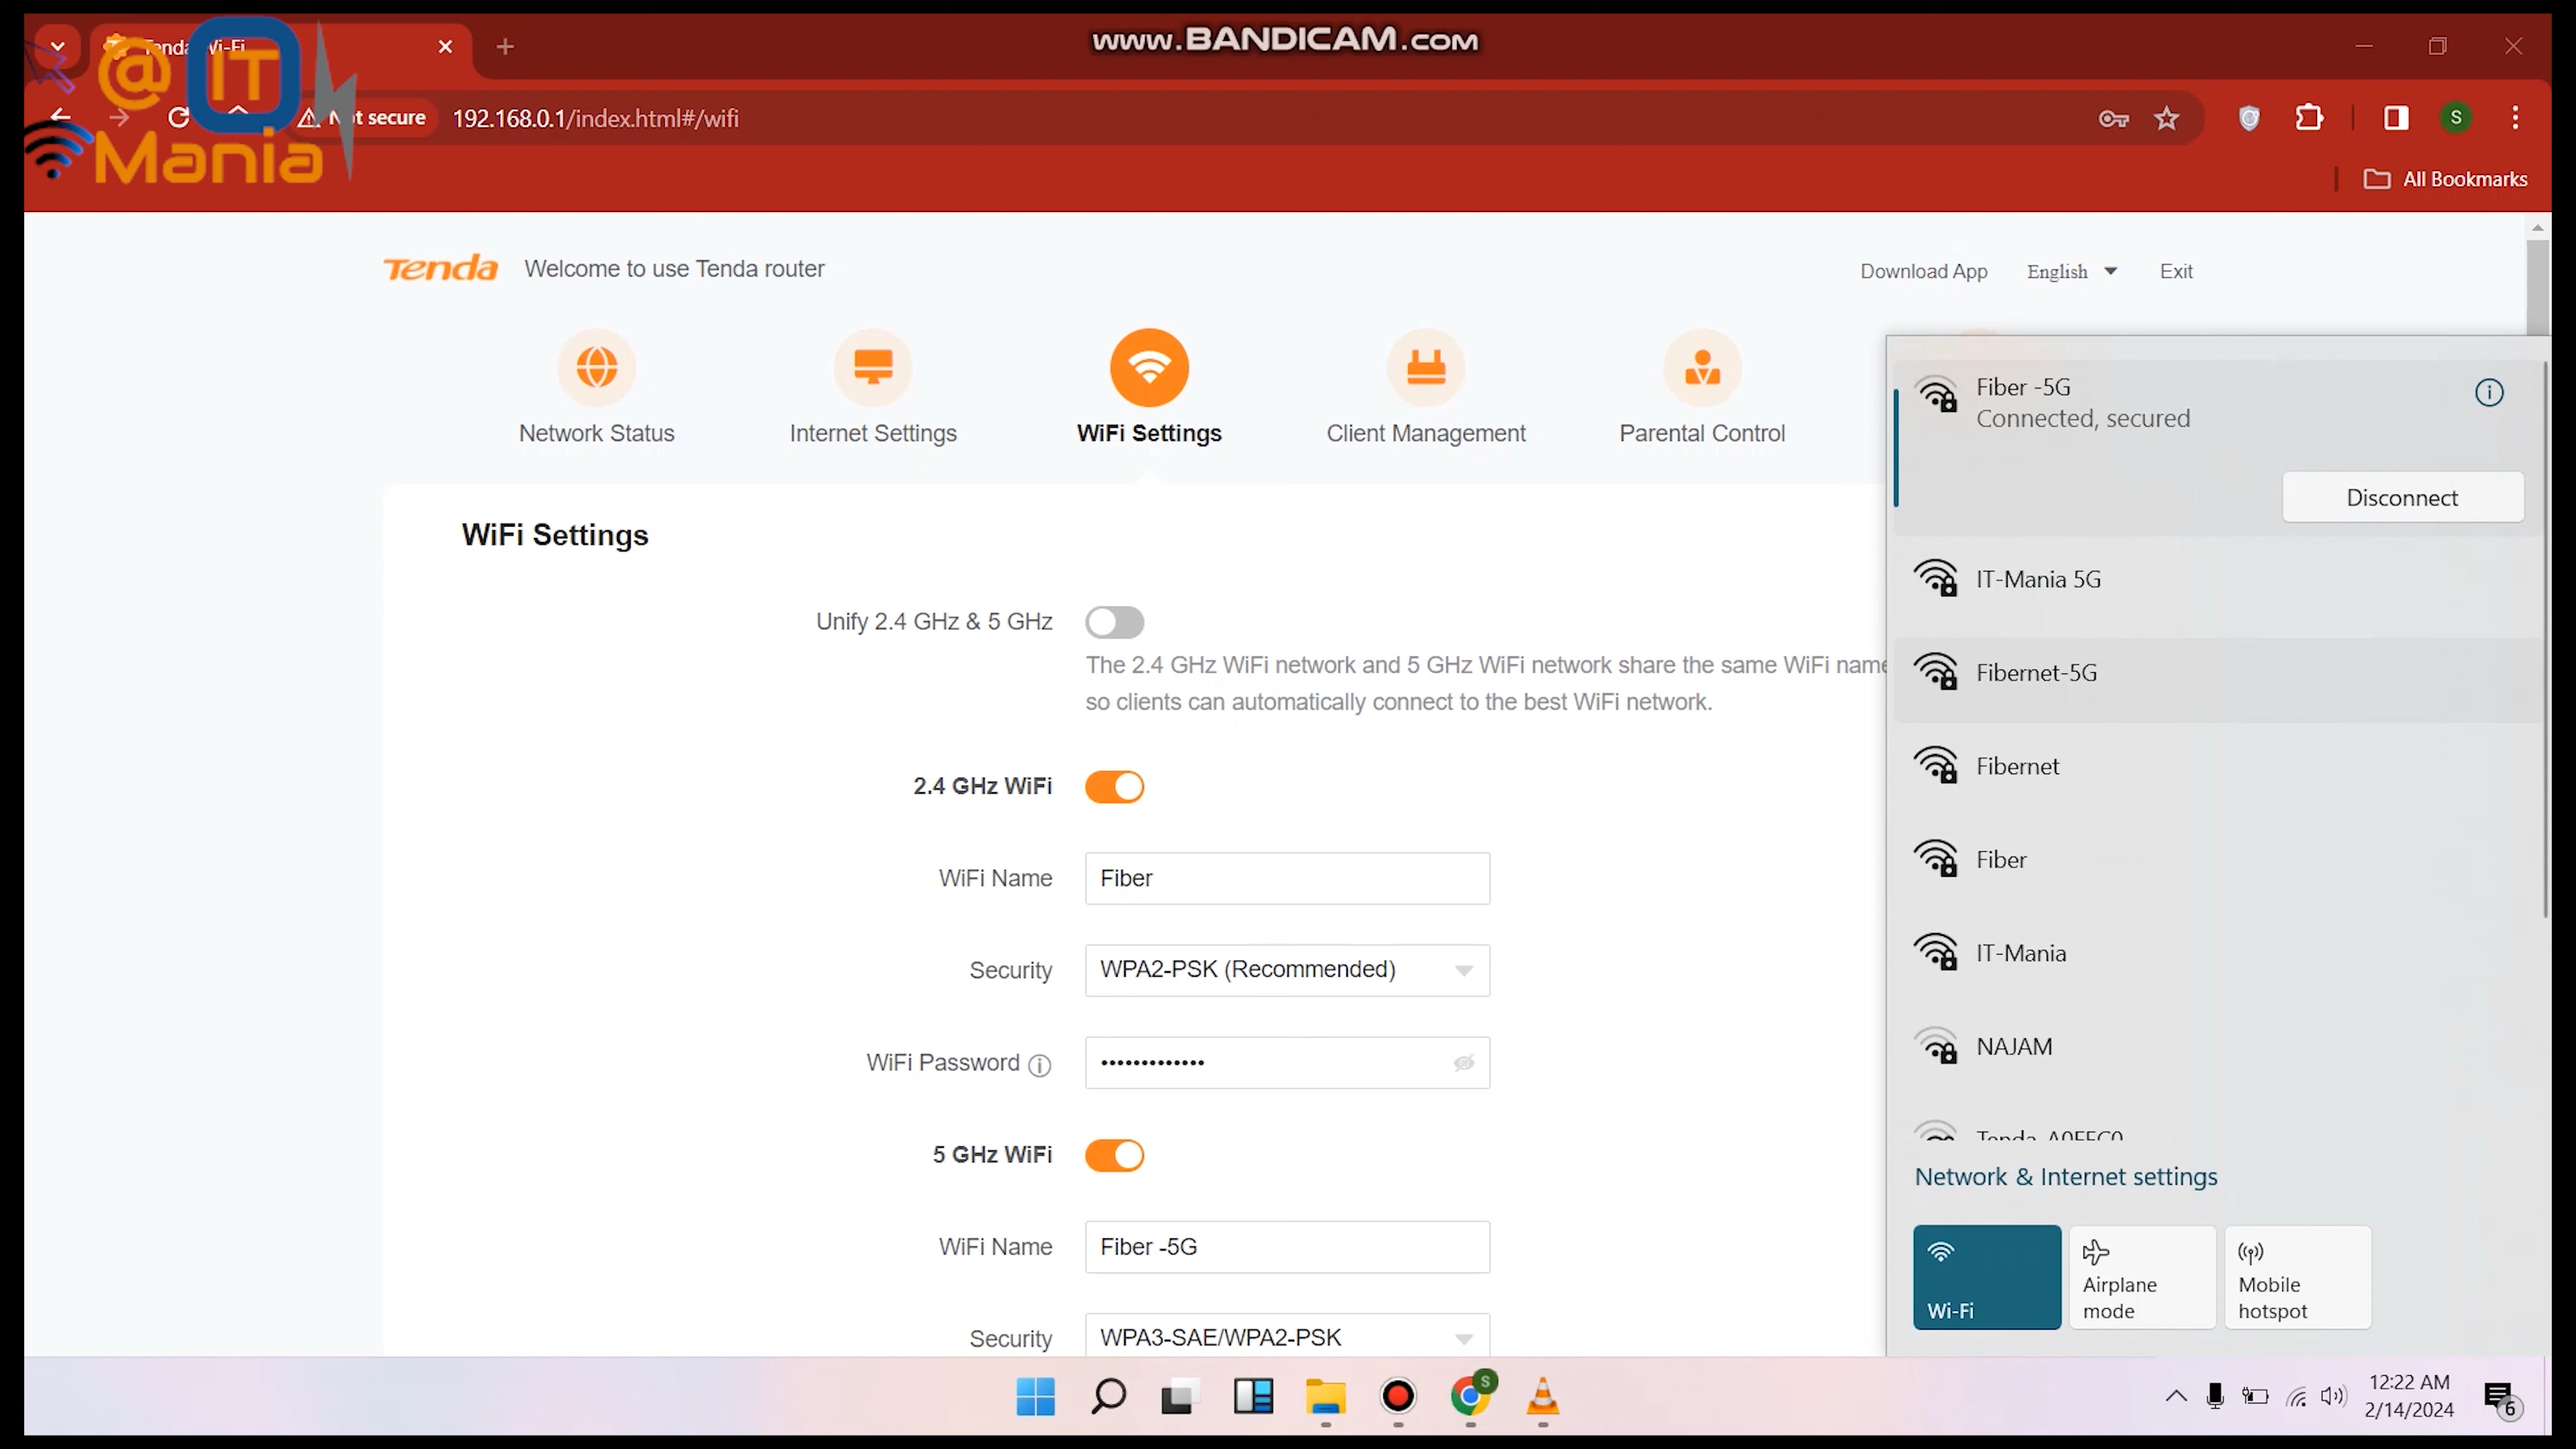 www.BANDICAM.com
Tenda Wi-Fi
@IT
Mania
Not secure
192.168.0.1/index.html#/wifi
S
All Bookmarks
Tenda
Welcome to use Tenda router
Download App
English
Exit
Network Status
Internet Settings
WiFi Settings
Client Management
Parental Control
WiFi Settings
Unify 2.4 GHz & 5 GHz
The 2.4 GHz WiFi network and 5 GHz WiFi network share the same WiFi name
so clients can automatically connect to the best WiFi network.
2.4 GHz WiFi
WiFi Name
Fiber
Security
WPA2-PSK (Recommended)
WiFi Password
•••••••••••••
5 GHz WiFi
WiFi Name
Fiber -5G
Security
WPA3-SAE/WPA2-PSK
Fiber -5G
Connected, secured
Disconnect
IT-Mania 5G
Fibernet-5G
Fibernet
Fiber
IT-Mania
NAJAM
Network & Internet settings
Wi-Fi
Airplane
mode
Mobile
hotspot
S
12:22 AM
2/14/2024
6